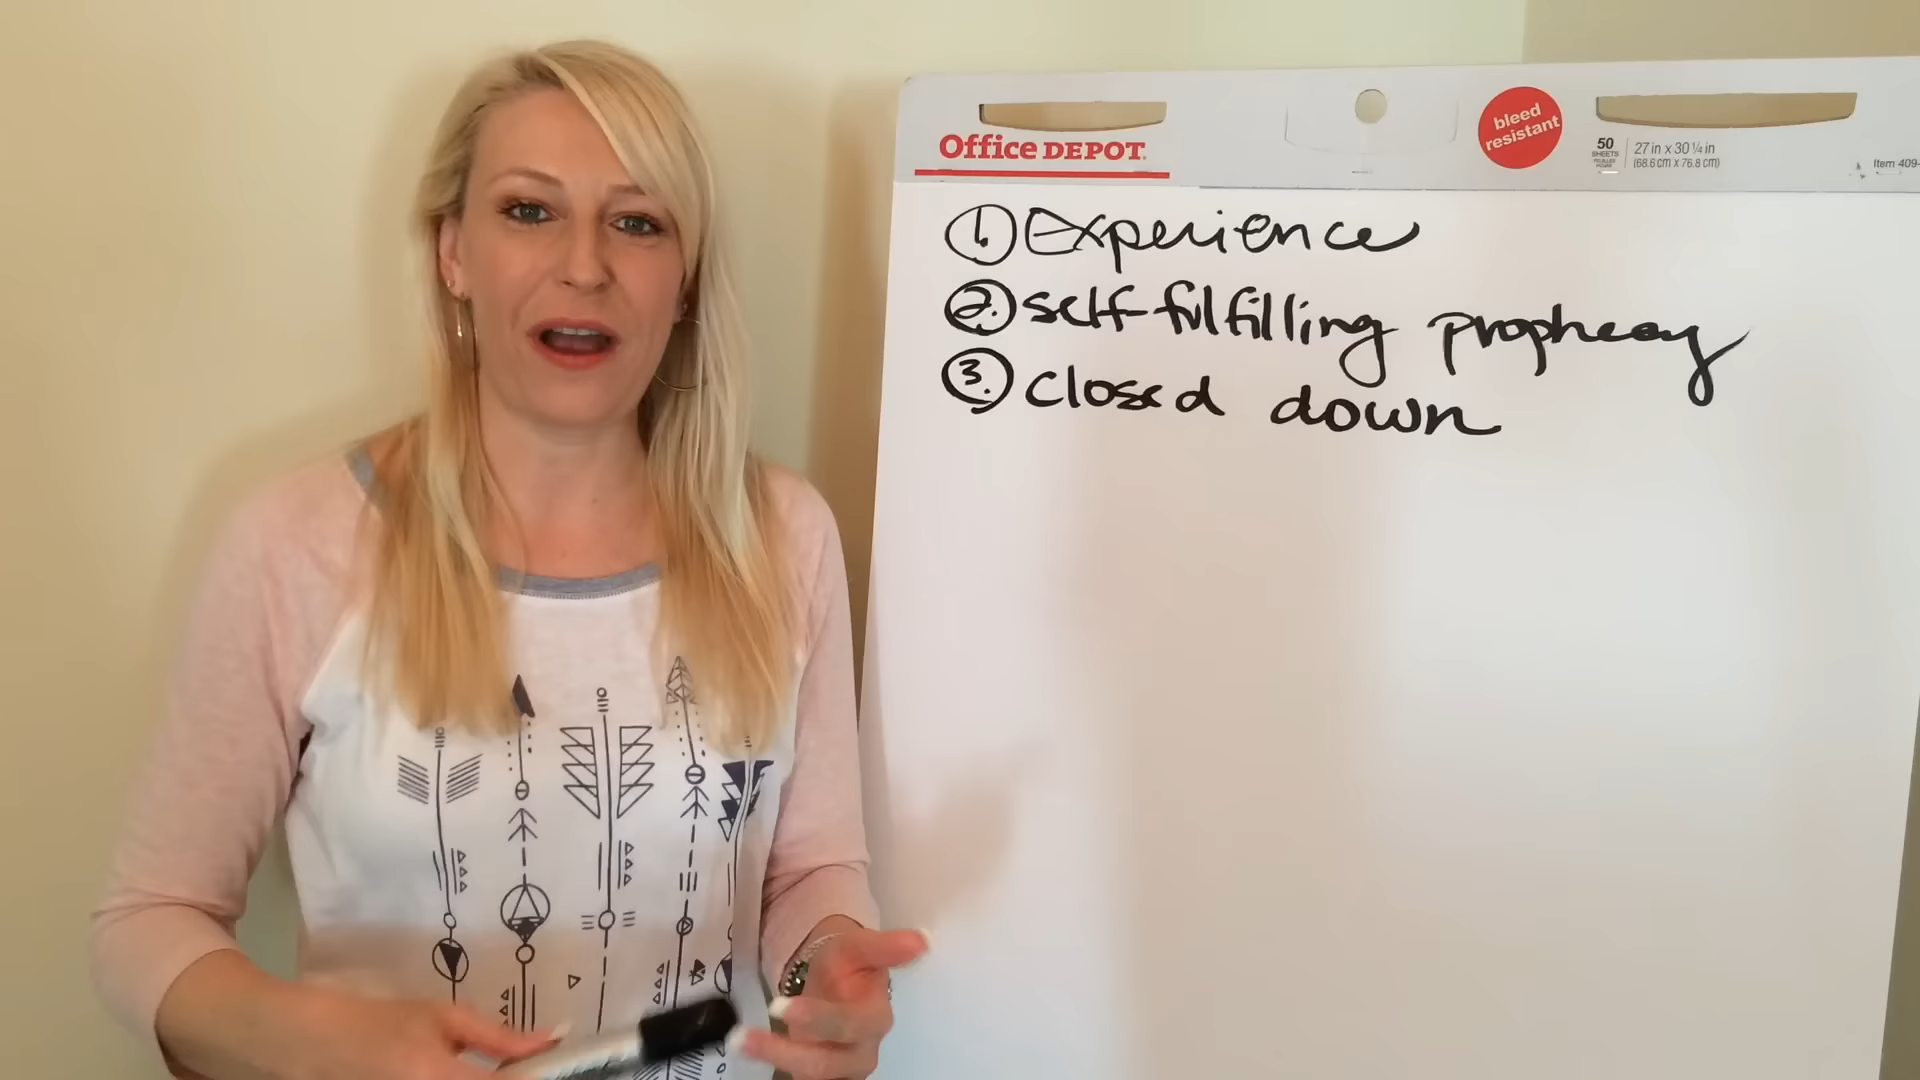 Office DEPOT
bleed
resistant
50
SHEETS
27 in x 30 1/4 in
(68.6 cm x 76.8 cm)
Item 409-
1. Experience
2. self-fulfilling prophecy
3. closed down